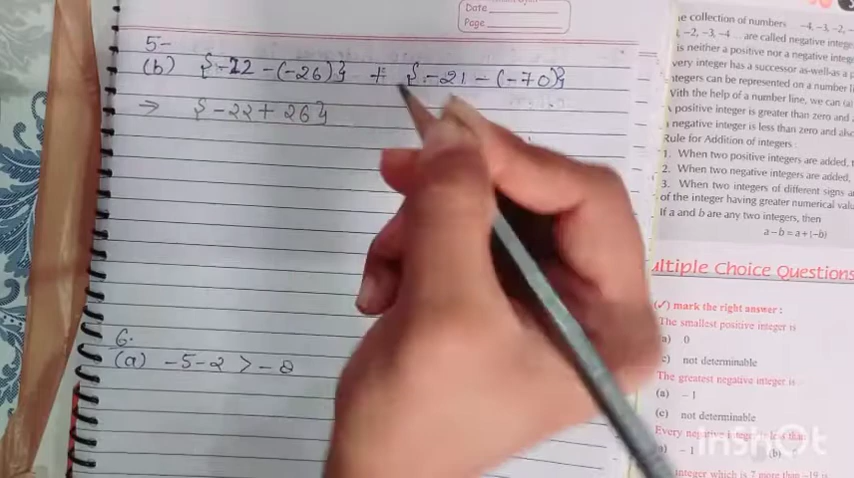 Date
Page
5-
(b) {-22 -(-26)} + {-21 - (-70)}
⇒ {-22+ 26}
6.
(a) -5-2 > -8
collection of numbers -4, -3, -2, -
, -2, -3, -4 ... are called negative intege
is neither a positive nor a negative intege
very integer has a successor as-well-as a p
ntegers can be represented on a number li
With the help of a number line, we can (a)
positive integer is greater than zero and
negative integer is less than zero and als
Rule for Addition of integers :
1. When two positive integers are added, t
2. When two negative integers are added,
3. When two integers of different signs a
of the integer having greater numerical valu
If a and b are any two integers, then
a – b = a + (–b)
ultiple Choice Questions
(✓) mark the right answer :
The smallest positive integer is
a) 0
c) not determinable
The greatest negative integer is
(a) – 1
(c) not determinable
Every negative integer is less than
a) – 1 (b)
integer which is 7 more than –19 is
InShOt